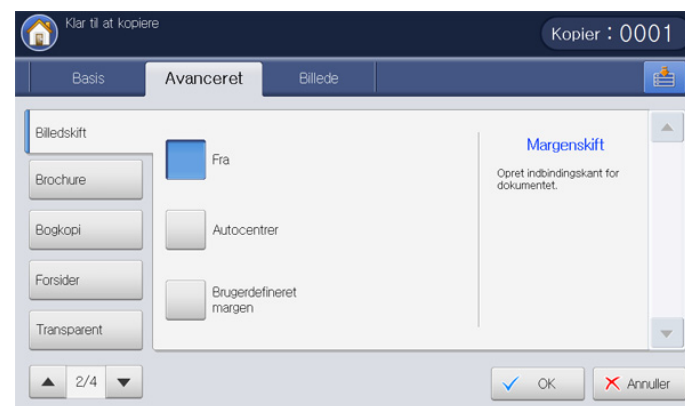 Klar til at kopiere
Kopier : 0001
Basis
Avanceret
Billede
Billedskift
Brochure
Bogkopi
Forsider
Transparent
2/4
Fra
Autocentrer
Brugerdefineret
margen
Margenskift
Opret indbindingskant for
dokumentet.
OK
Annuller